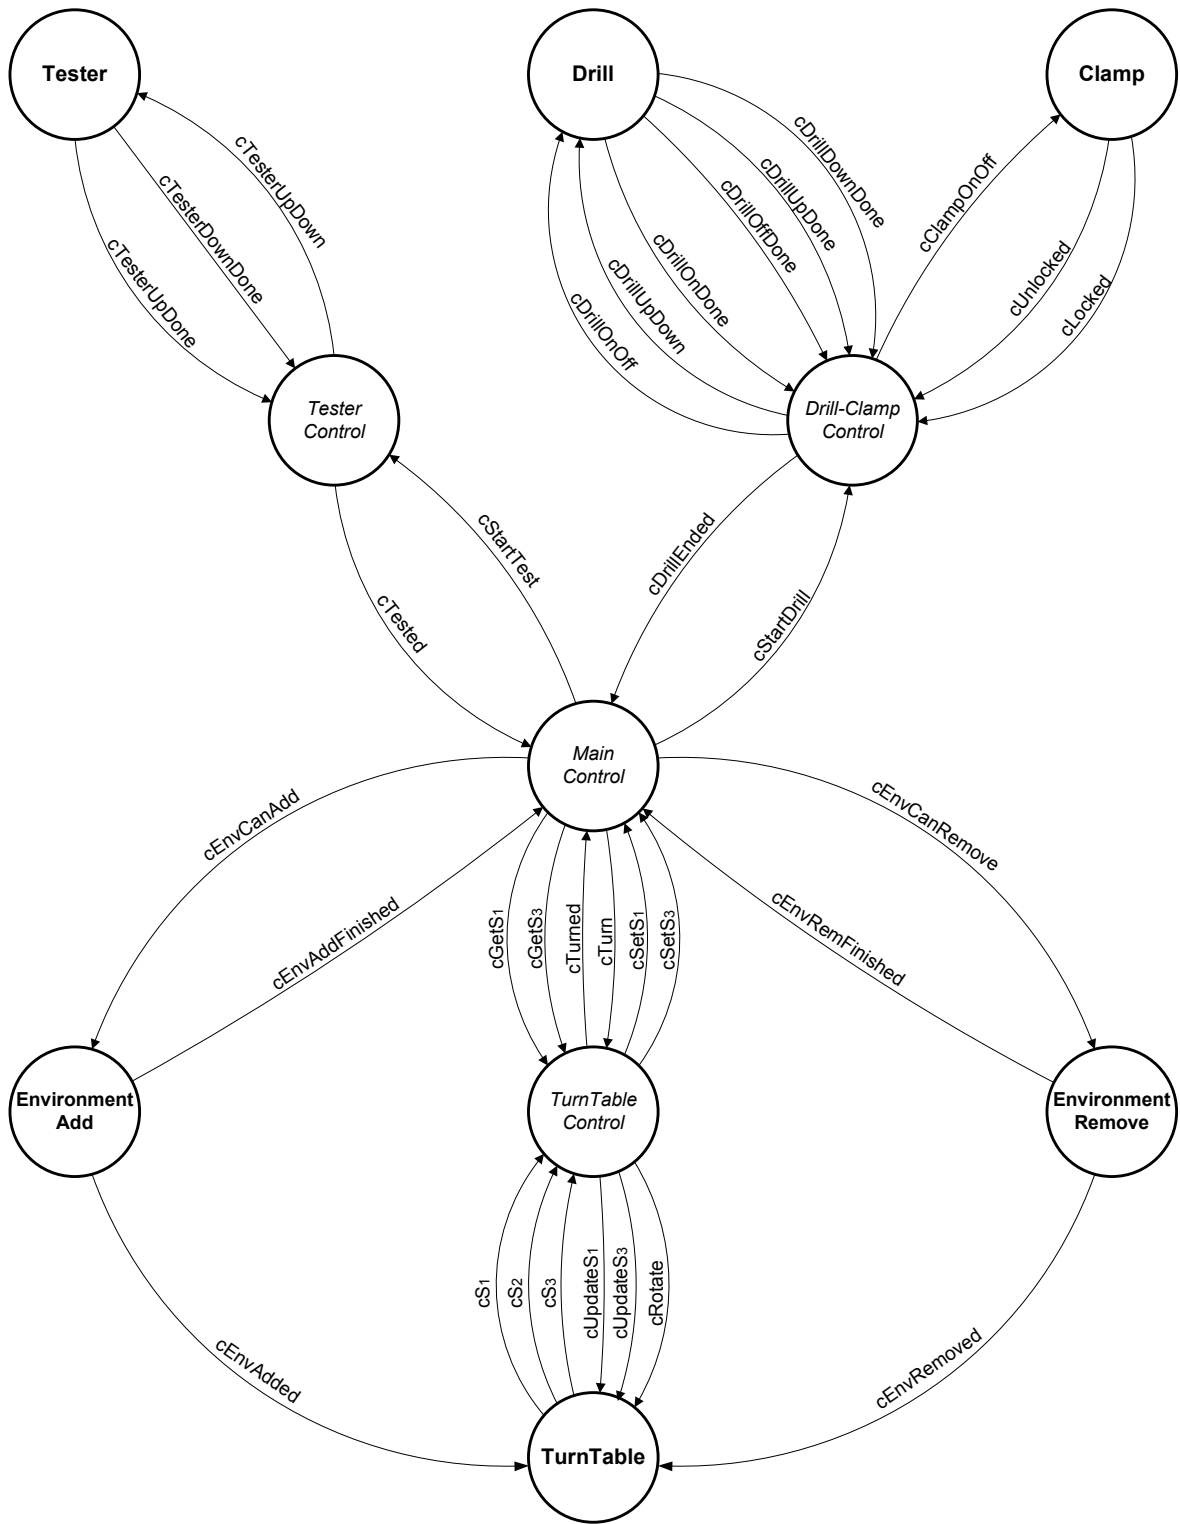 Tester
Drill
Clamp
cTesterUpDown
cTesterDownDone
cTesterUpDone
cDrillDownDone
cDrillUpDone
cDrillOffDone
cDrillOnDone
cDrillUpDown
cDrillOnOff
cClampOnOff
cUnlocked
cLocked
Tester
Control
Drill-Clamp
Control
cStartTest
cTested
cDrillEnded
cStartDrill
Main
Control
cEnvCanAdd
cEnvAddFinished
cGetS1
cGetS3
cTurned
cTurn
cSetS1
cSetS3
cEnvCanRemove
cEnvRemFinished
Environment
Add
TurnTable
Control
Environment
Remove
cS1
cS2
cS3
cUpdateS1
cUpdateS3
cRotate
cEnvAdded
cEnvRemoved
TurnTable